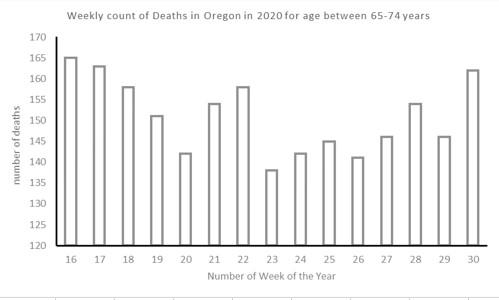 Weekly count of Deaths in Oregon in 2020 for age between 65-74 years
170
165
160
155
150
145
140
135
130
125
120
number of deaths
16 17 18 19 20 21 22 23 24 25 26 27 28 29 30
Number of Week of the Year